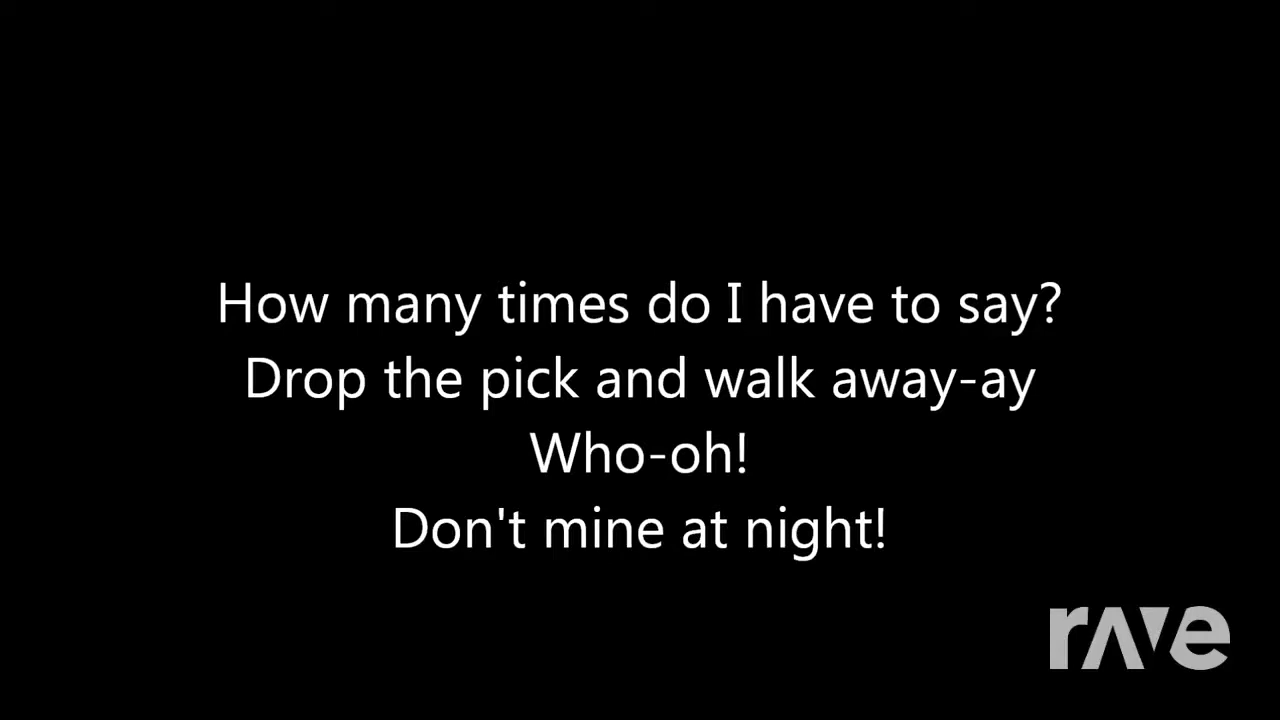 How many times do I have to say?
Drop the pick and walk away-ay
Who-oh!
Don't mine at night!
rave